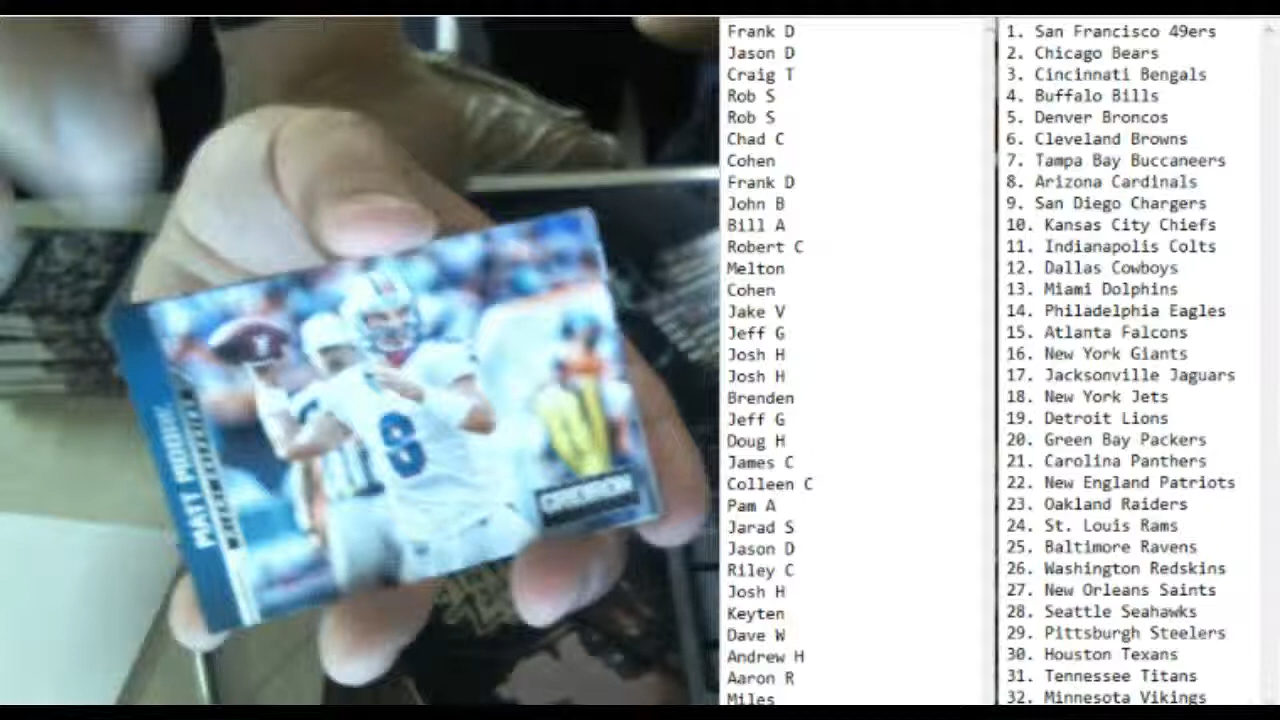 MATT MOORE
8
GRIDIRON
Frank D
Jason D
Craig T
Rob S
Rob S
Chad C
Cohen
Frank D
John B
Bill A
Robert C
Melton
Cohen
Jake V
Jeff G
Josh H
Josh H
Brenden
Jeff G
Doug H
James C
Colleen C
Pam A
Jarad S
Jason D
Riley C
Josh H
Keyten
Dave W
Andrew H
Aaron R
Miles
1. San Francisco 49ers
2. Chicago Bears
3. Cincinnati Bengals
4. Buffalo Bills
5. Denver Broncos
6. Cleveland Browns
7. Tampa Bay Buccaneers
8. Arizona Cardinals
9. San Diego Chargers
10. Kansas City Chiefs
11. Indianapolis Colts
12. Dallas Cowboys
13. Miami Dolphins
14. Philadelphia Eagles
15. Atlanta Falcons
16. New York Giants
17. Jacksonville Jaguars
18. New York Jets
19. Detroit Lions
20. Green Bay Packers
21. Carolina Panthers
22. New England Patriots
23. Oakland Raiders
24. St. Louis Rams
25. Baltimore Ravens
26. Washington Redskins
27. New Orleans Saints
28. Seattle Seahawks
29. Pittsburgh Steelers
30. Houston Texans
31. Tennessee Titans
32. Minnesota Vikings